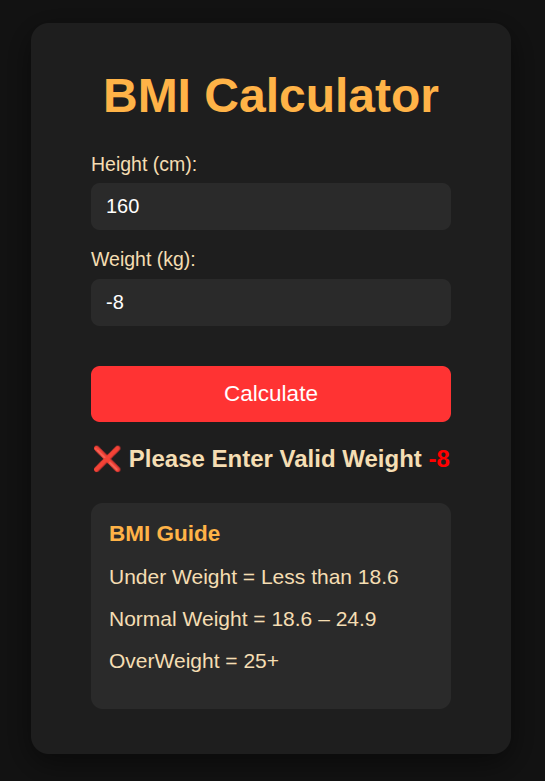 BMI Calculator
Height (cm):
160
Weight (kg):
-8
Calculate
❌ Please Enter Valid Weight -8
BMI Guide
Under Weight = Less than 18.6
Normal Weight = 18.6 – 24.9
OverWeight = 25+